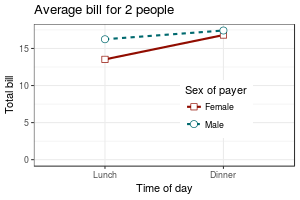 Average bill for 2 people
Total bill
15
10
5
0
Sex of payer
Female
Male
Lunch
Dinner
Time of day